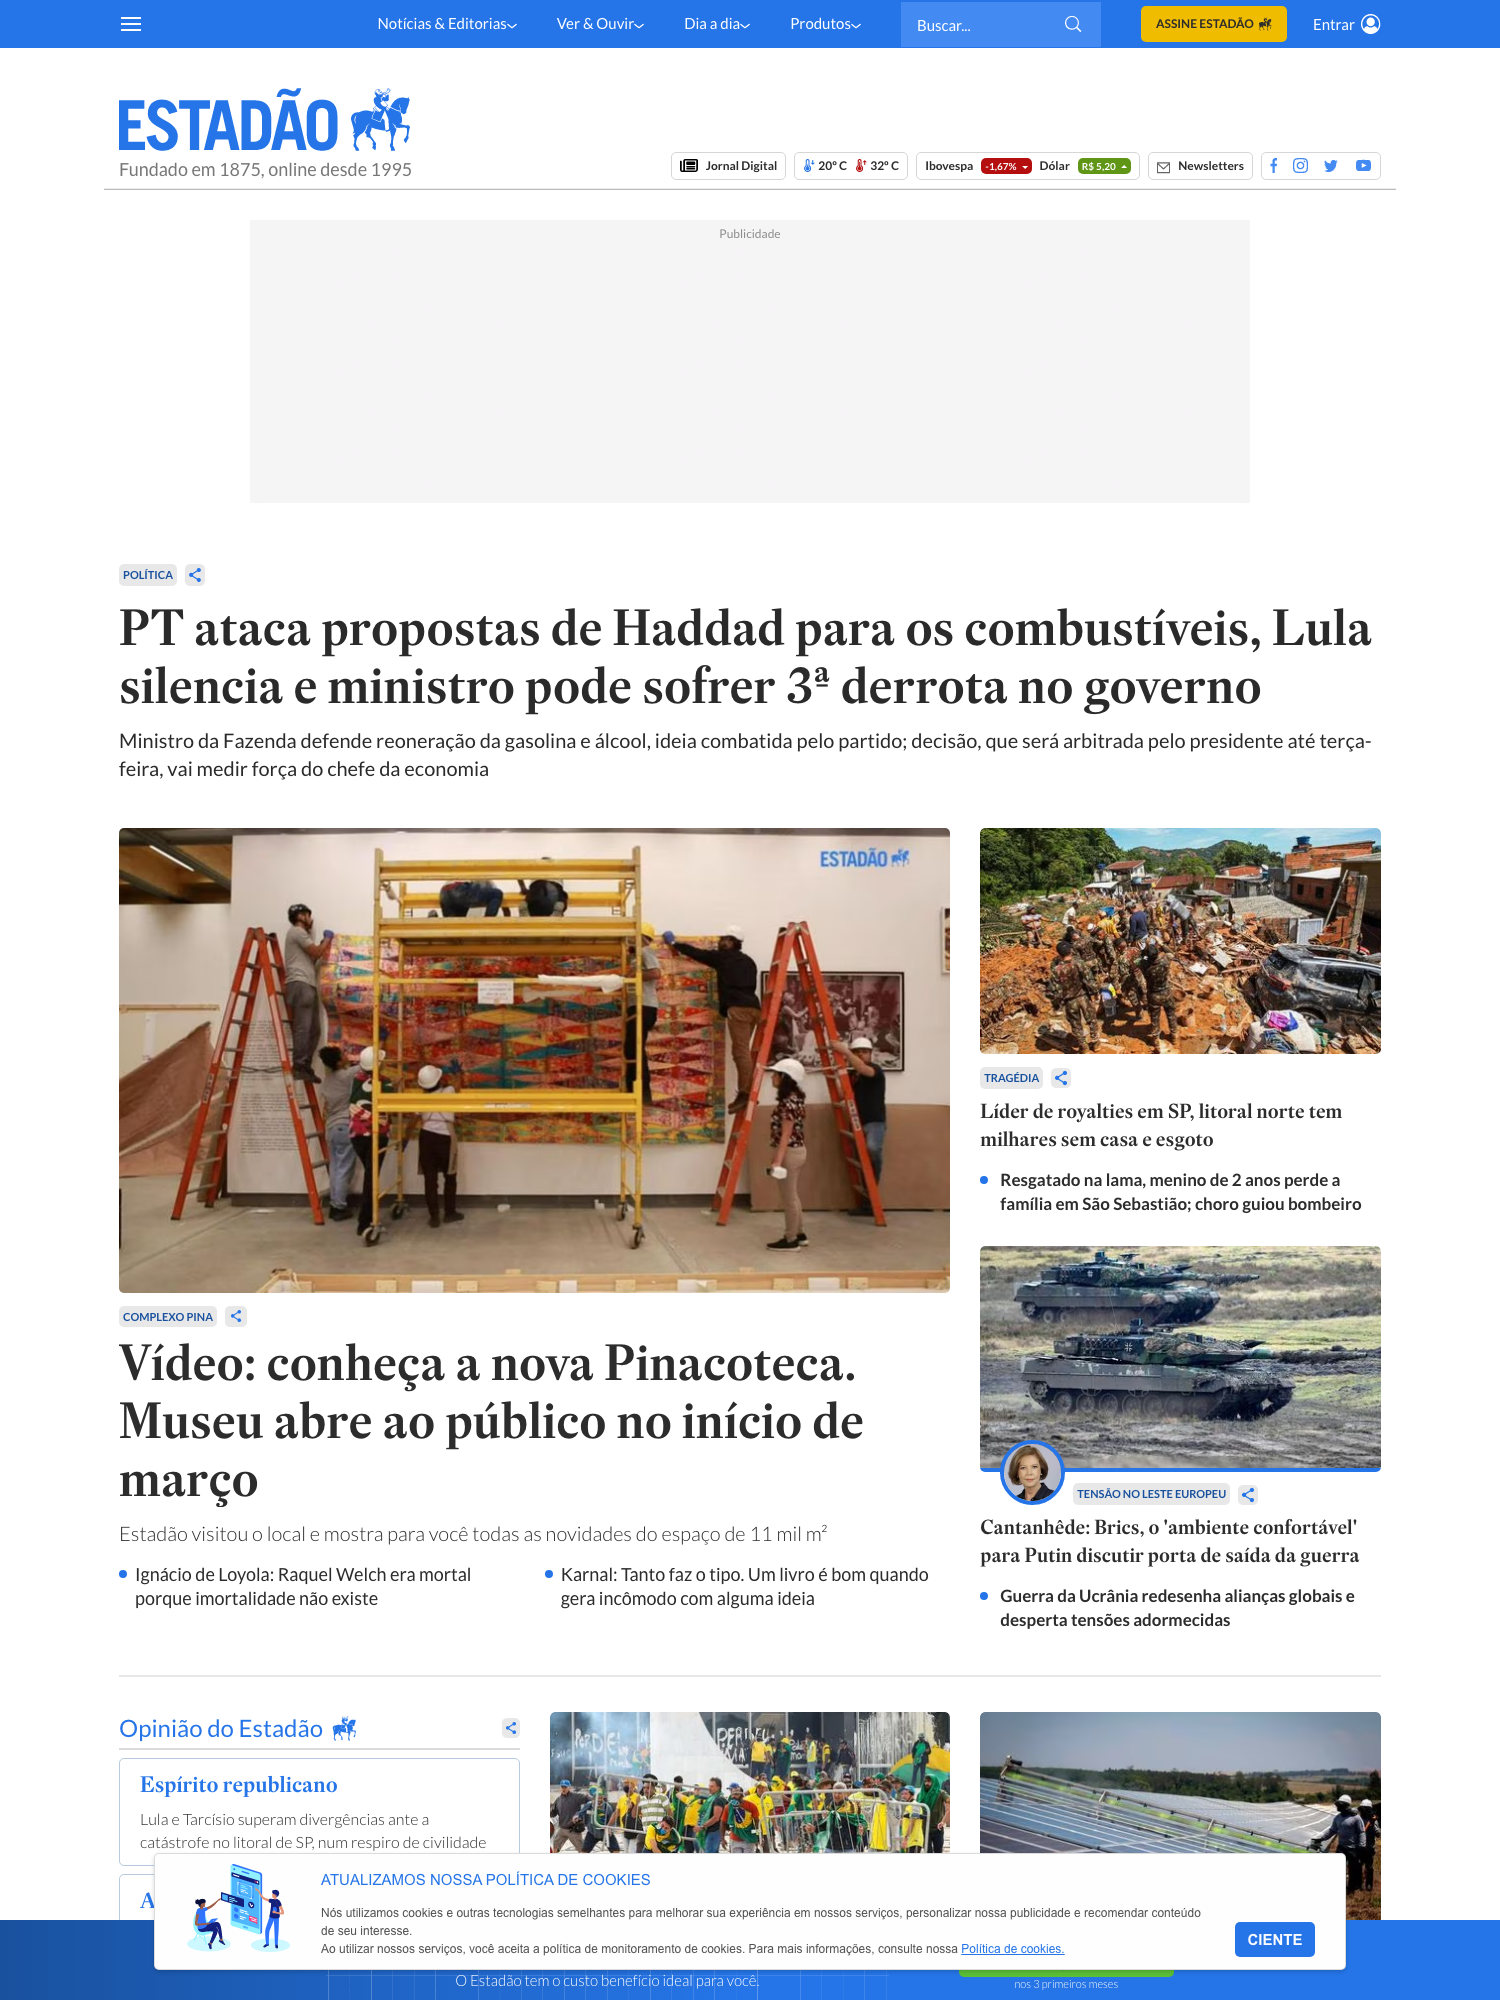 Notícias & Editorias
Ver & Ouvir
Dia a dia
Produtos
Buscar...
ASSINE ESTADÃO
Entrar
ESTADÃO
Fundado em 1875, online desde 1995
Jornal Digital
20º C 32º C
Ibovespa -1,67% Dólar R$ 5,20
Newsletters
Publicidade
POLÍTICA
PT ataca propostas de Haddad para os combustíveis, Lula
silencia e ministro pode sofrer 3ª derrota no governo
Ministro da Fazenda defende reoneração da gasolina e álcool, ideia combatida pelo partido; decisão, que será arbitrada pelo presidente até terça-
feira, vai medir força do chefe da economia
ESTADÃO
COMPLEXO PINA
Vídeo: conheça a nova Pinacoteca.
Museu abre ao público no início de
março
Estadão visitou o local e mostra para você todas as novidades do espaço de 11 mil m²
Ignácio de Loyola: Raquel Welch era mortal
porque imortalidade não existe
Karnal: Tanto faz o tipo. Um livro é bom quando
gera incômodo com alguma ideia
TRAGÉDIA
Líder de royalties em SP, litoral norte tem
milhares sem casa e esgoto
Resgatado na lama, menino de 2 anos perde a
família em São Sebastião; choro guiou bombeiro
TENSÃO NO LESTE EUROPEU
Cantanhêde: Brics, o 'ambiente confortável'
para Putin discutir porta de saída da guerra
Guerra da Ucrânia redesenha alianças globais e
desperta tensões adormecidas
Opinião do Estadão
Espírito republicano
Lula e Tarcísio superam divergências ante a
catástrofe no litoral de SP, num respiro de civilidade
A
PERDEU
ATUALIZAMOS NOSSA POLÍTICA DE COOKIES
Nós utilizamos cookies e outras tecnologias semelhantes para melhorar sua experiência em nossos serviços, personalizar nossa publicidade e recomendar conteúdo
de seu interesse.
Ao utilizar nossos serviços, você aceita a política de monitoramento de cookies. Para mais informações, consulte nossa Política de cookies.
CIENTE
O Estadão tem o custo benefício ideal para você.
nos 3 primeiros meses